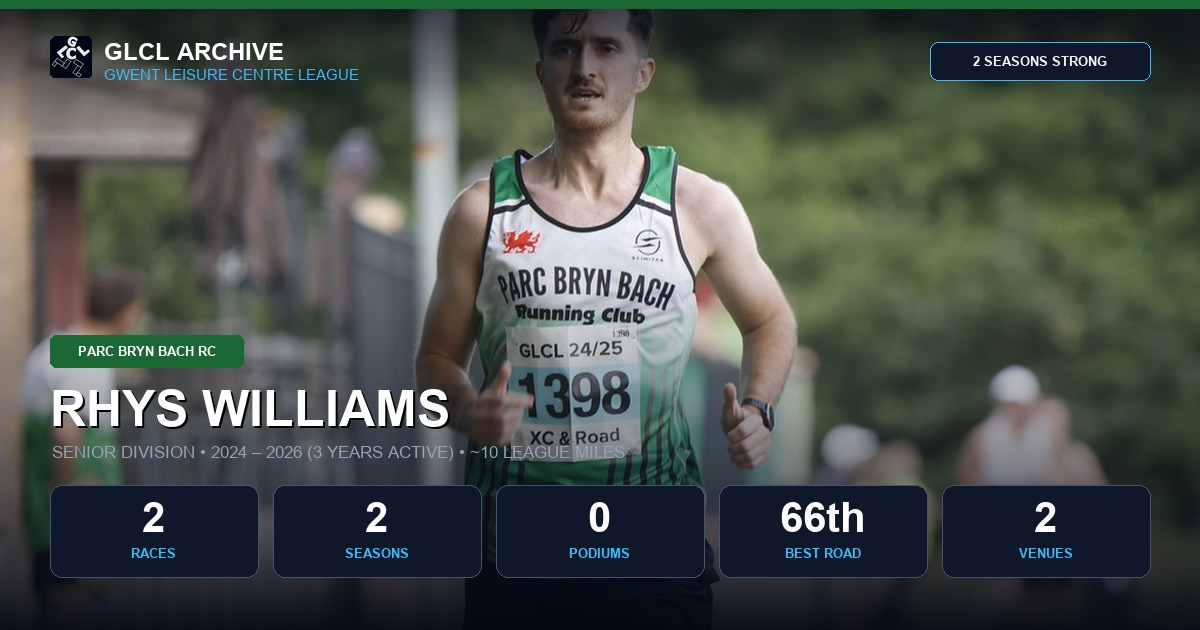 GLCL ARCHIVE
GWENT LEISURE CENTRE LEAGUE
2 SEASONS STRONG
SCIMITAR
PARC BRYN BACH
Running Club
1398
GLCL 24/25
1398
XC & Road
PARC BRYN BACH RC
RHYS WILLIAMS
SENIOR DIVISION • 2024 – 2026 (3 YEARS ACTIVE) • ~10 LEAGUE MILES
2
RACES
2
SEASONS
0
PODIUMS
66th
BEST ROAD
2
VENUES